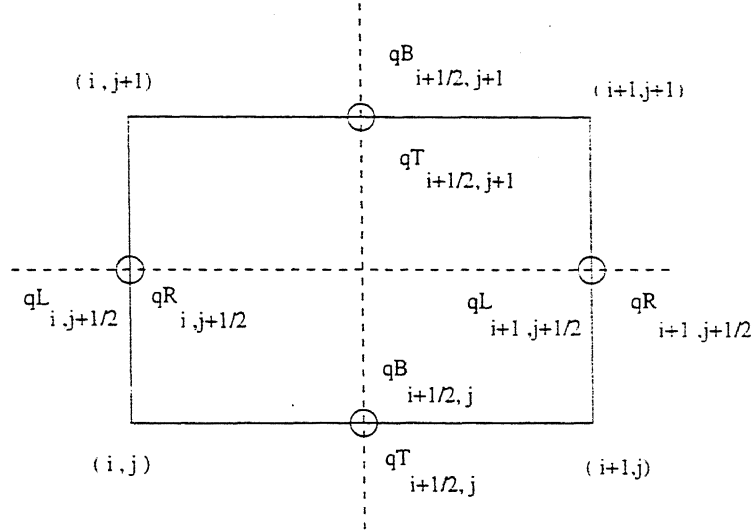 qB i+1/2, j+1
(i, j+1)
(i+1,j+1)
qT i+1/2, j+1
qL i, j+1/2
qR i, j+1/2
qL i+1, j+1/2
qR i+1, j+1/2
qB i+1/2, j
(i, j)
qT i+1/2, j
(i+1,j)